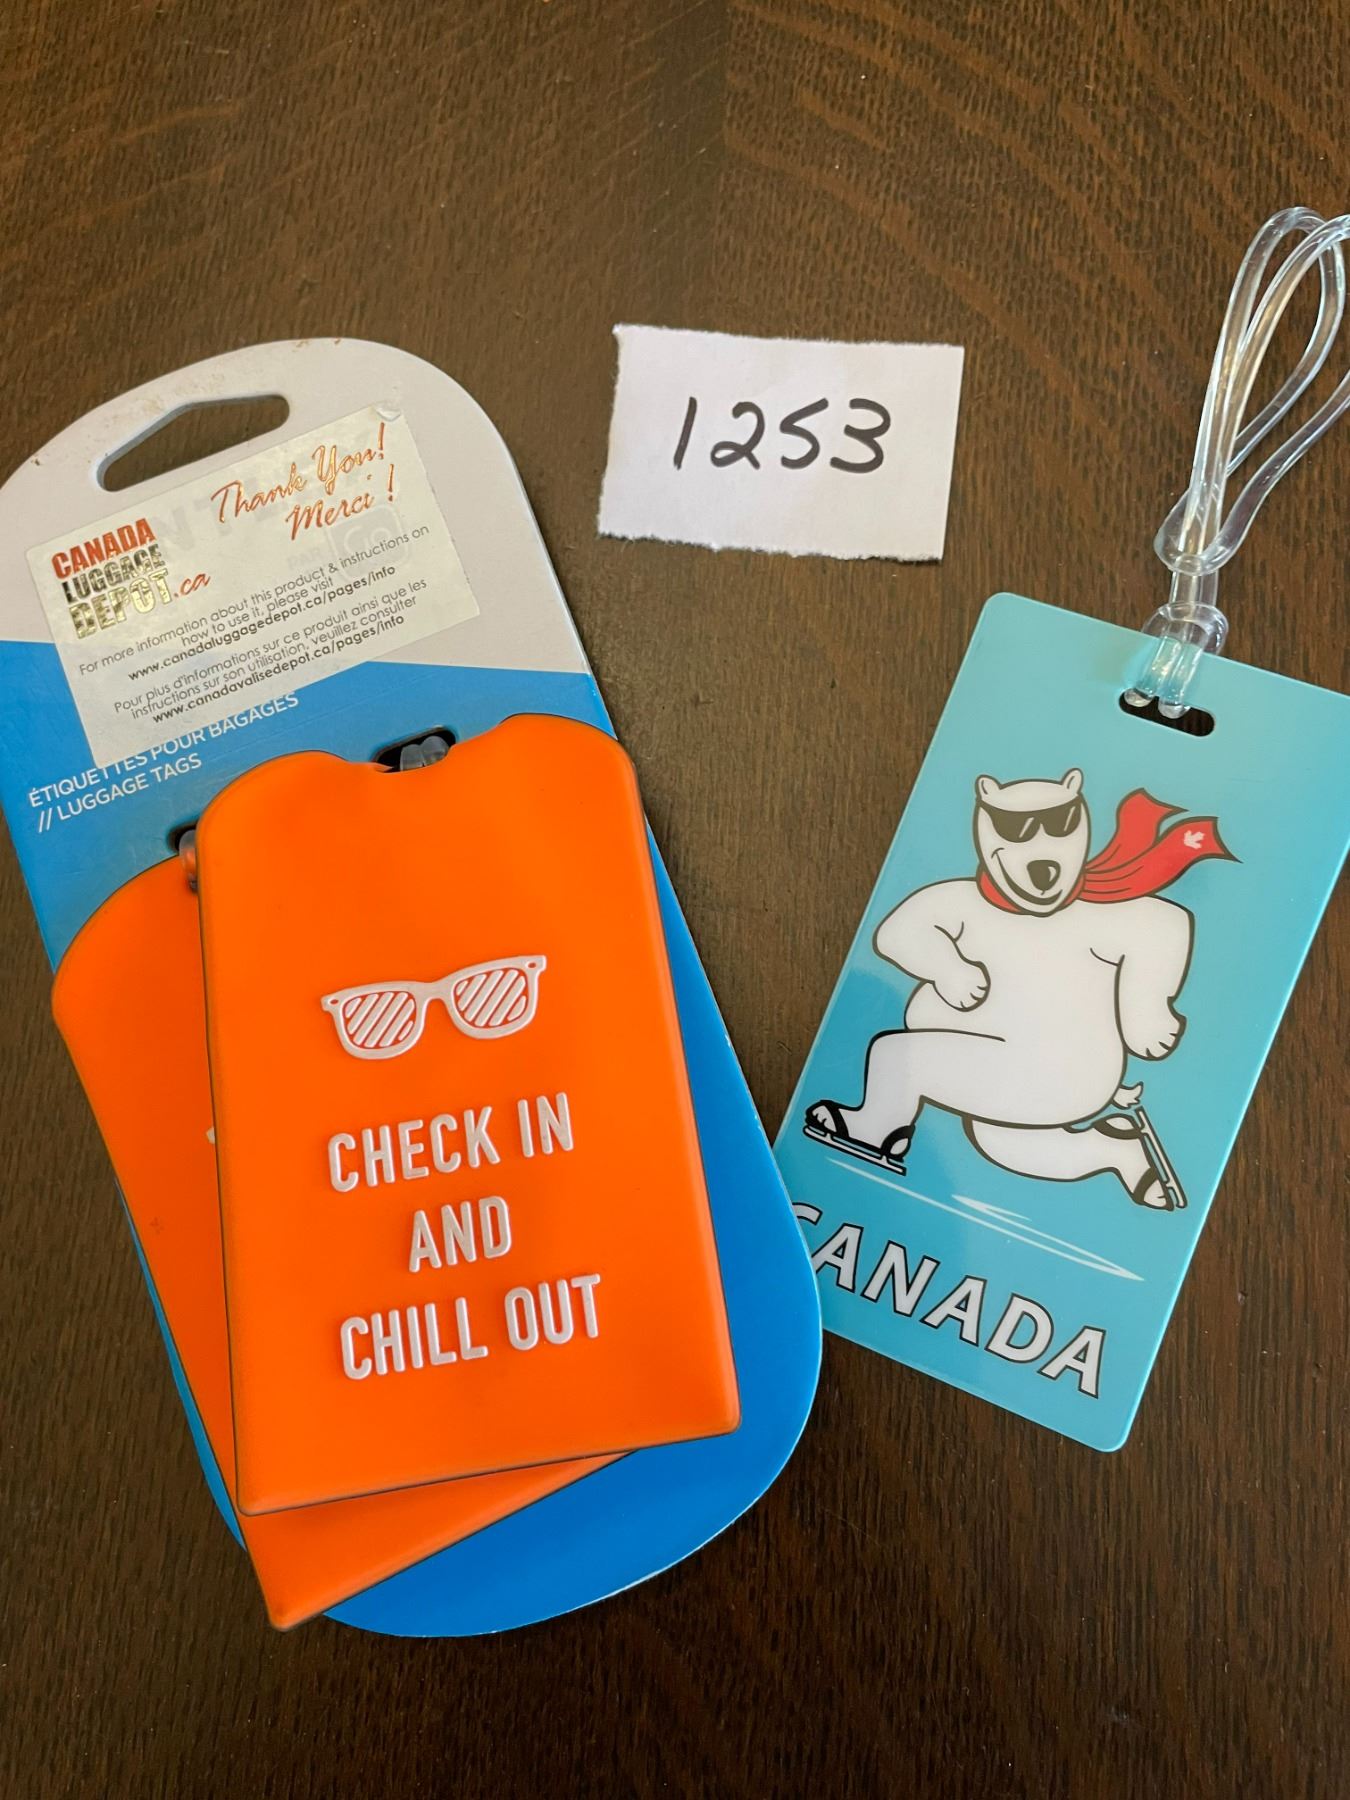 1253
Thank You!
Merci !
CANADA
LUGGAGE
DEPOT.ca
For more information about this product & instructions on
how to use it, please visit
www.canadaluggagedepot.ca/pages/info
Pour plus d'informations sur ce produit ainsi que les
instructions sur son utilisation, veuillez consulter
www.canadavalisedepot.ca/pages/info
ÉTIQUETTES POUR BAGAGES
// LUGGAGE TAGS
CHECK IN
AND
CHILL OUT
CANADA